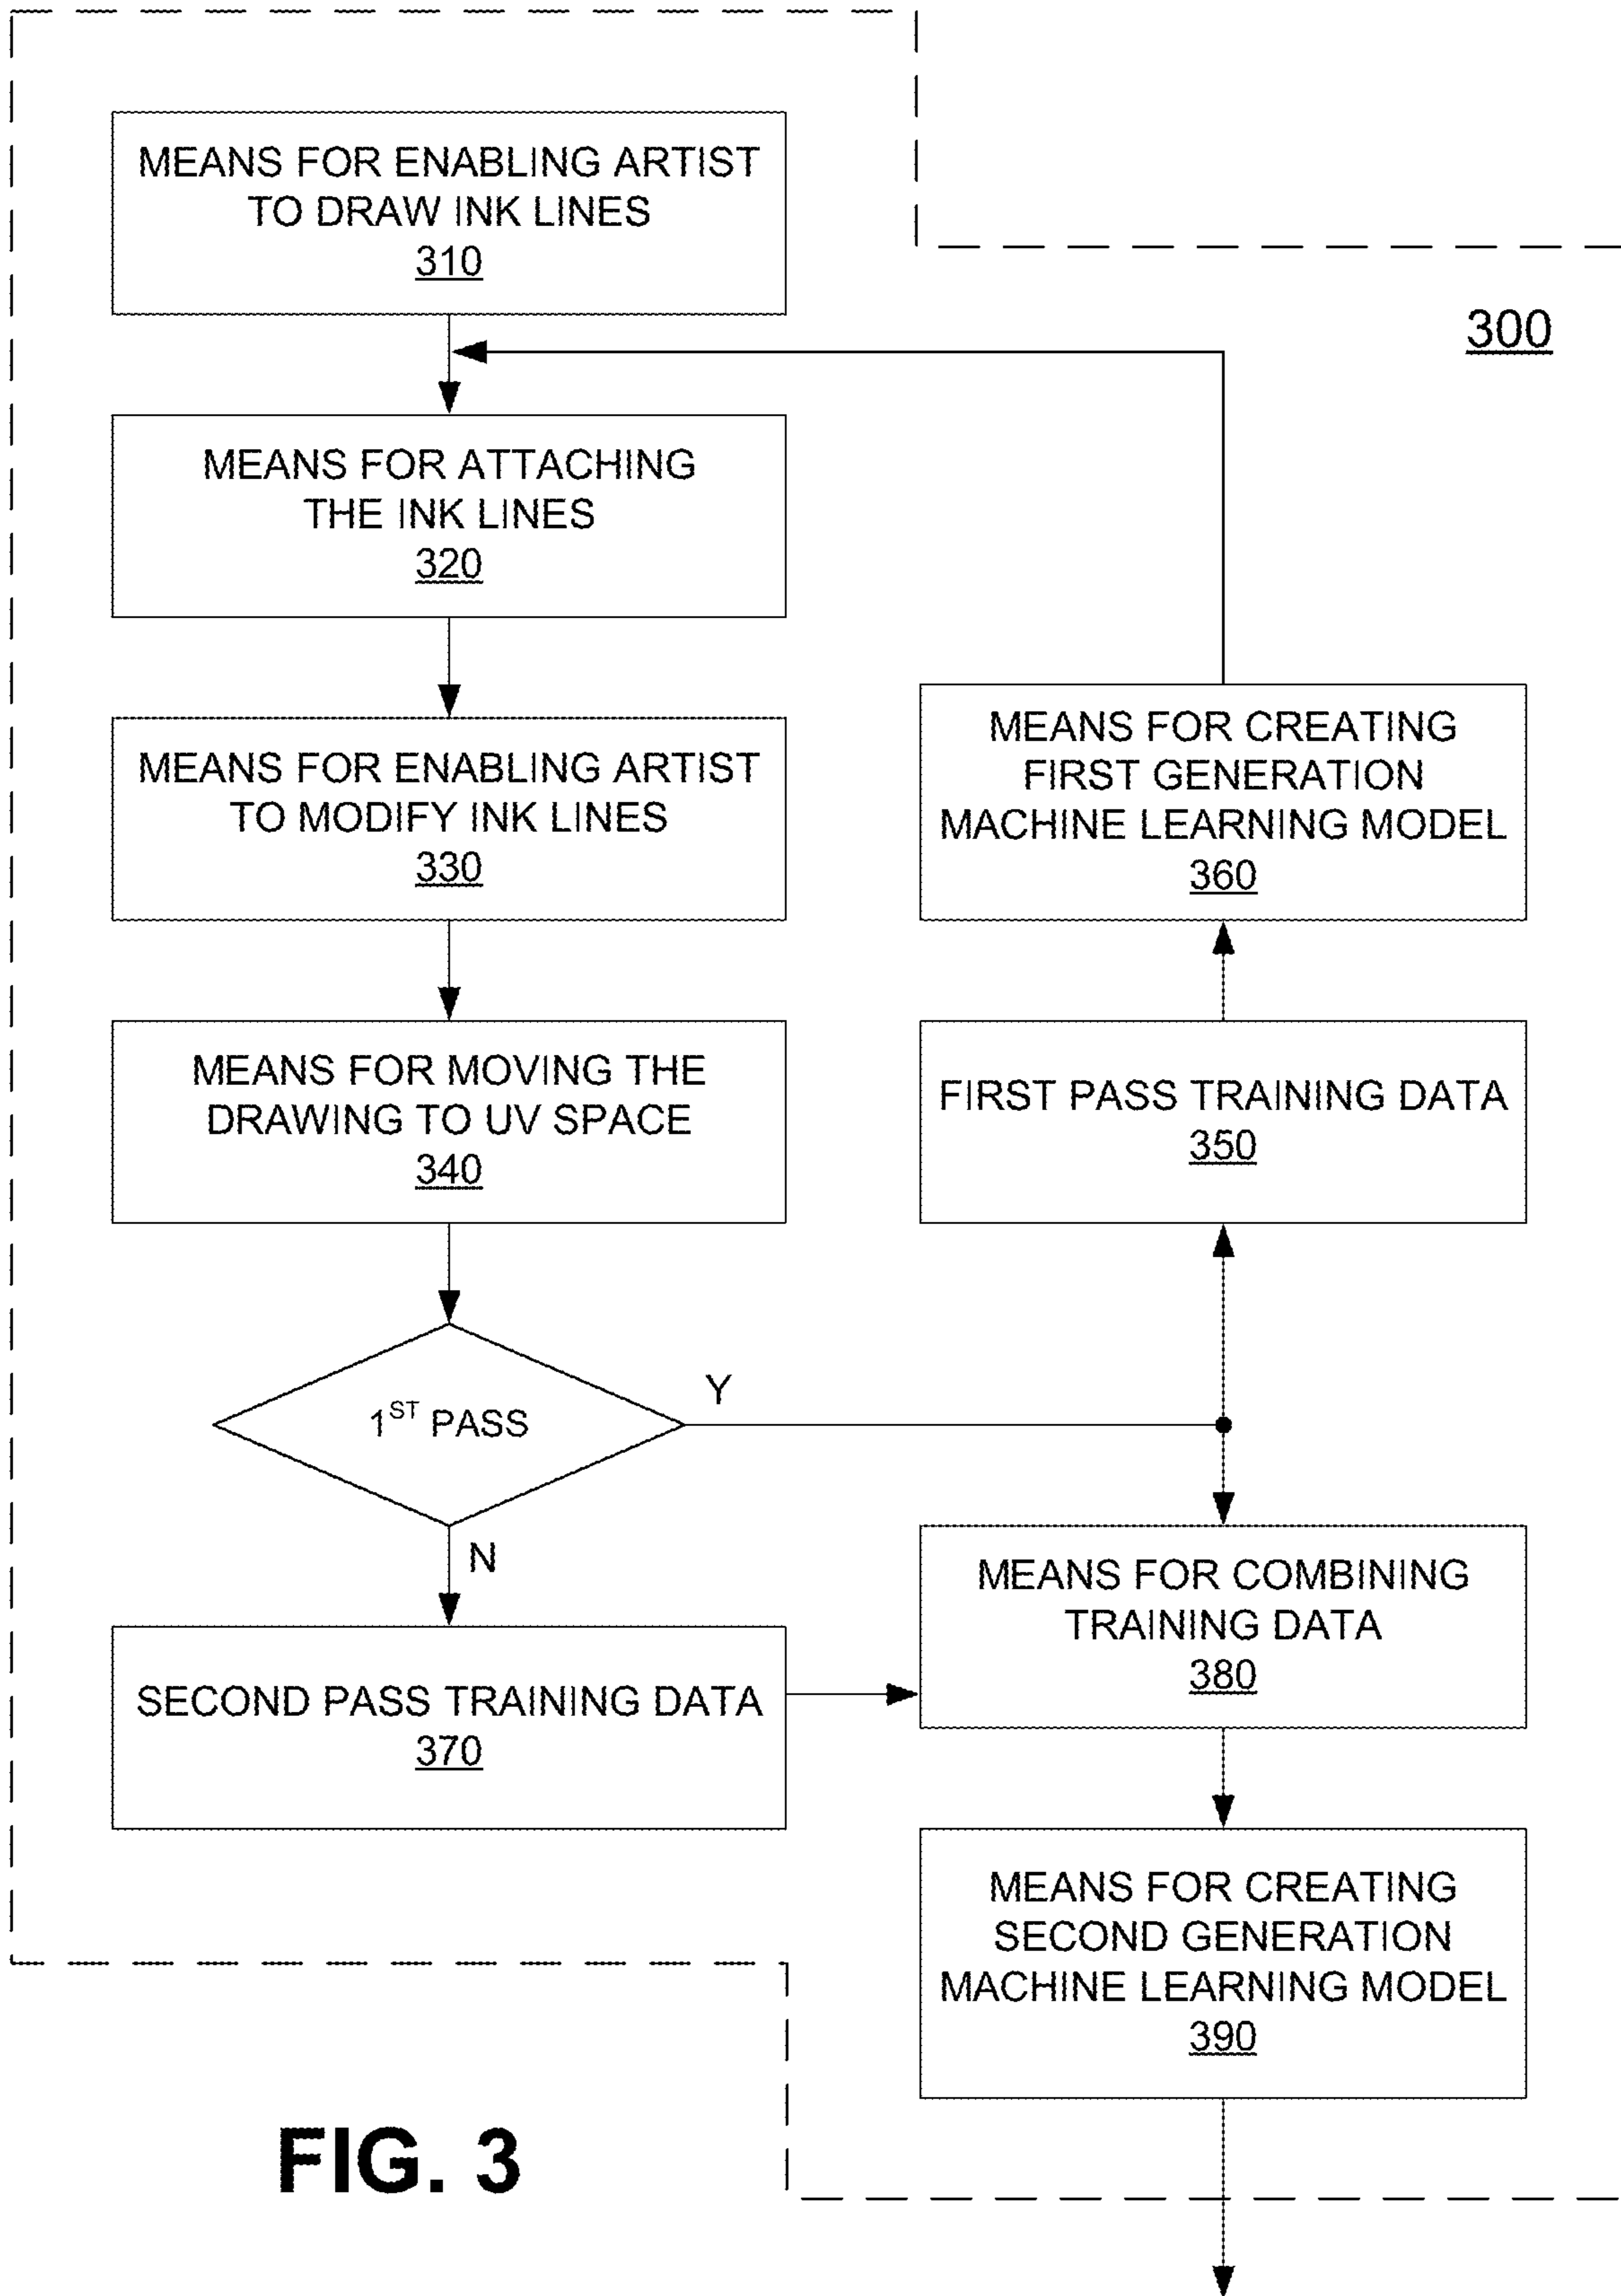 MEANS FOR ENABLING ARTIST
TO DRAW INK LINES
310
300
MEANS FOR ATTACHING
THE INK LINES
320
MEANS FOR ENABLING ARTIST
TO MODIFY INK LINES
330
MEANS FOR CREATING
FIRST GENERATION
MACHINE LEARNING MODEL
360
MEANS FOR MOVING THE
DRAWING TO UV SPACE
340
FIRST PASS TRAINING DATA
350
1ST PASS
Y
N
SECOND PASS TRAINING DATA
370
MEANS FOR COMBINING
TRAINING DATA
380
MEANS FOR CREATING
SECOND GENERATION
MACHINE LEARNING MODEL
390
FIG. 3